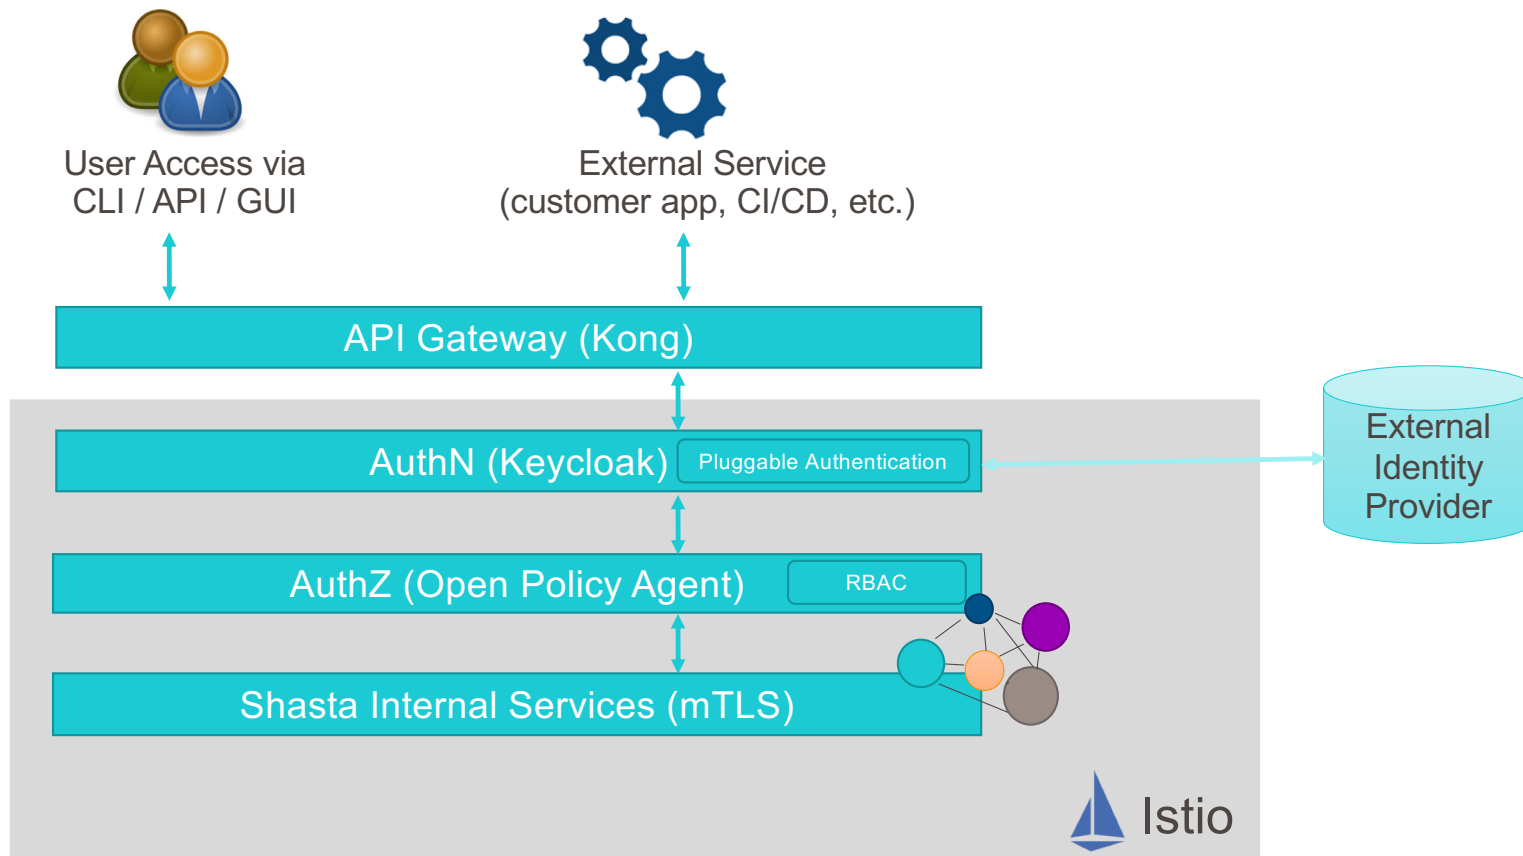 User Access via
CLI / API / GUI
External Service
(customer app, CI/CD, etc.)
API Gateway (Kong)
AuthN (Keycloak)
Pluggable Authentication
External
Identity
Provider
AuthZ (Open Policy Agent)
RBAC
Shasta Internal Services (mTLS)
Istio